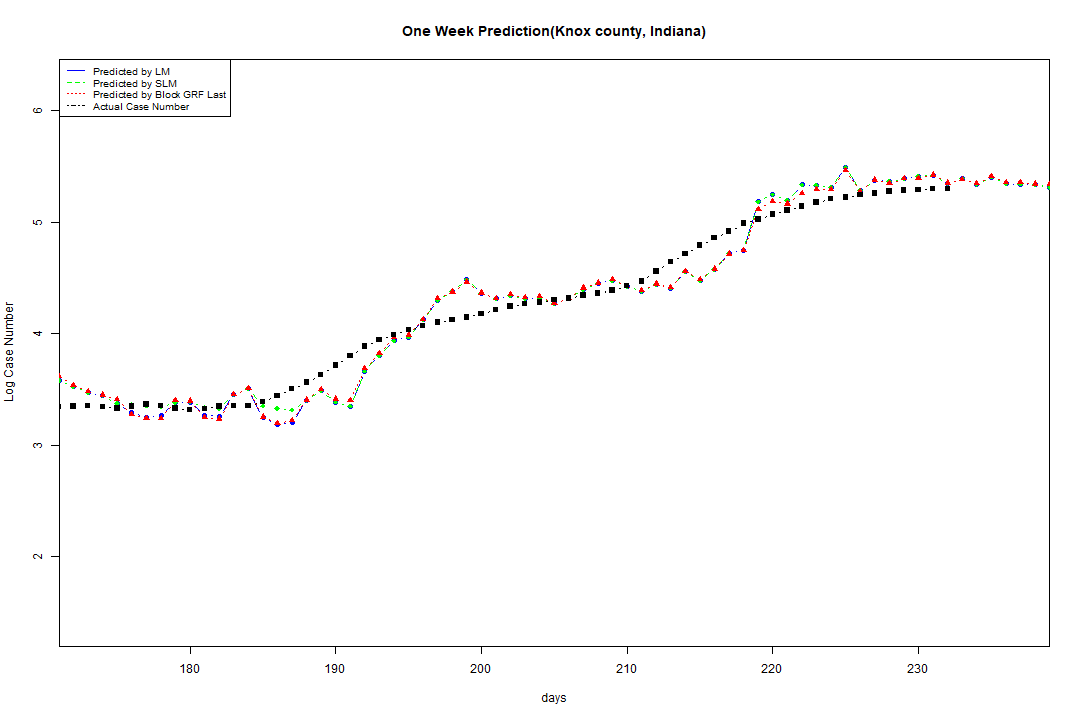 One Week Prediction(Knox county, Indiana)
Predicted by LM
Predicted by SLM
Predicted by Block GRF Last
Actual Case Number
6
5
4
3
2
Log Case Number
180 190 200 210 220 230
days